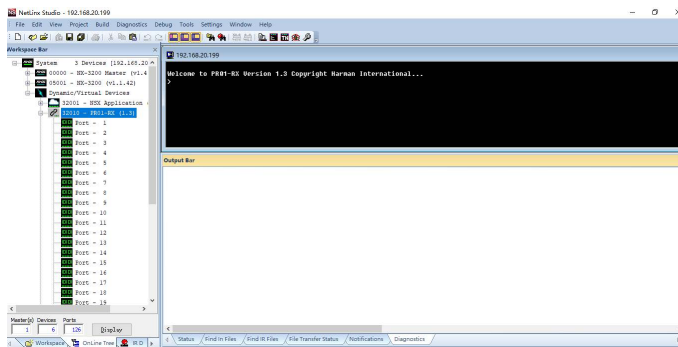 NetLinx Studio - 192.168.20.199
File Edit View Project Build Diagnostics Debug Tools Settings Window Help
Workspace Bar
System 3 Devices [192.168.20
00000 - NX-3200 Master (v1.4
05001 - NX-3200 (v1.1.42)
Dynamic/Virtual Devices
32001 - NSX Application
32010 - PR01-RX (1.3)
Port - 1
Port - 2
Port - 3
Port - 4
Port - 5
Port - 6
Port - 7
Port - 8
Port - 9
Port - 10
Port - 11
Port - 12
Port - 13
Port - 14
Port - 15
Port - 16
Port - 17
Port - 18
Port - 19
Master(s) Devices Ports
1 6 126 Display
Workspace OnLine Tree IR D
192.168.20.199
Welcome to PR01-RX Version 1.3 Copyright Harman International...
>
Output Bar
Status Find In Files Find IR Files File Transfer Status Notifications Diagnostics